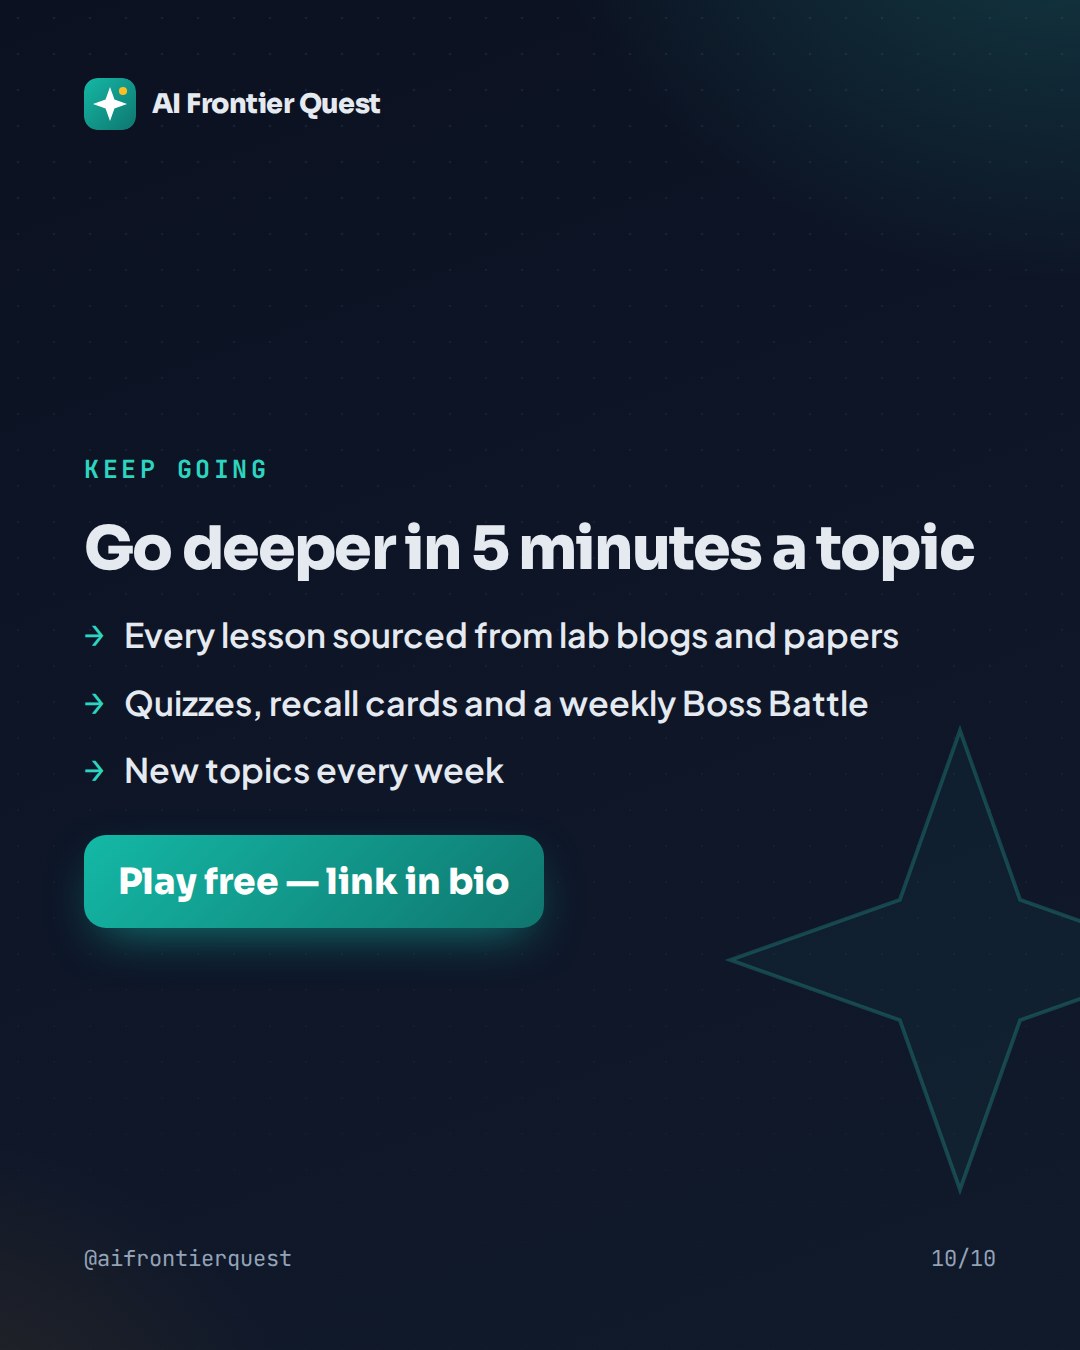 AI Frontier Quest
KEEP GOING
Go deeper in 5 minutes a topic
→ Every lesson sourced from lab blogs and papers
→ Quizzes, recall cards and a weekly Boss Battle
→ New topics every week
Play free — link in bio
@aifrontierquest
10/10